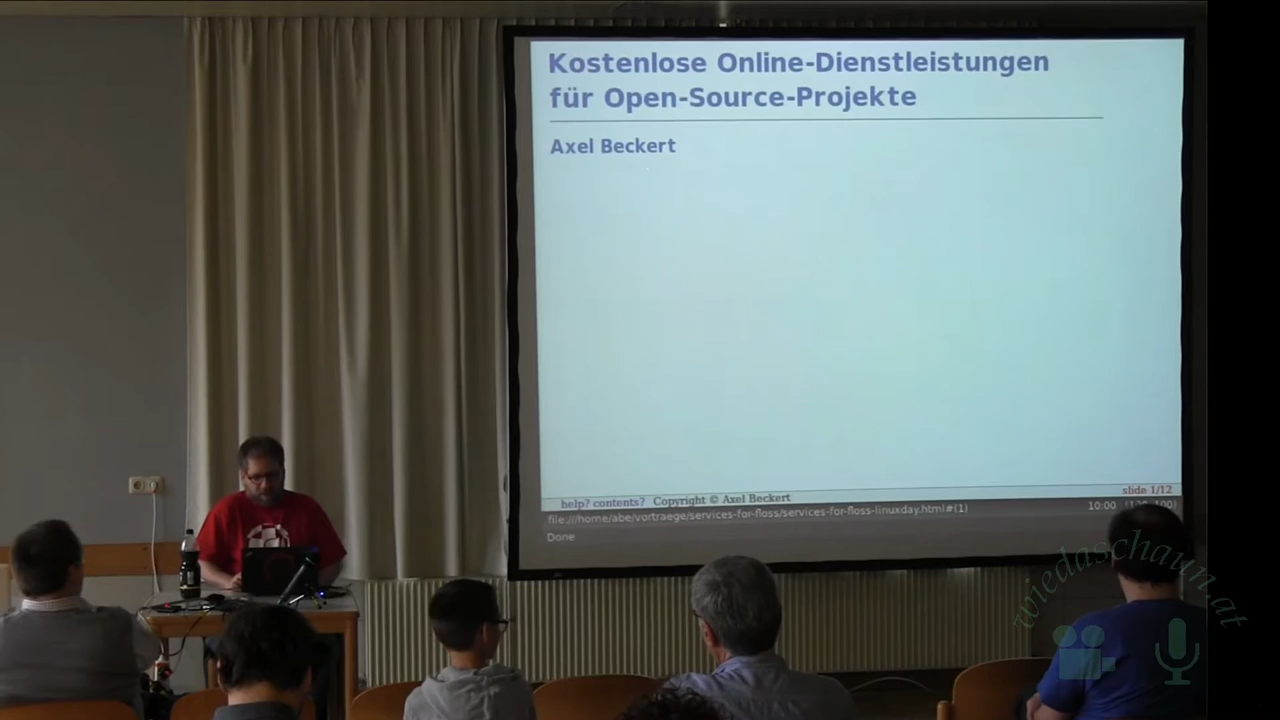 Kostenlose Online-Dienstleistungen
für Open-Source-Projekte
Axel Beckert
help? contents? Copyright © Axel Beckert
slide 1/12
file:///home/abe/vortraege/services-for-floss/services-for-floss-linuxday.html#(1)
10:00
Done
wiedaschaun.at